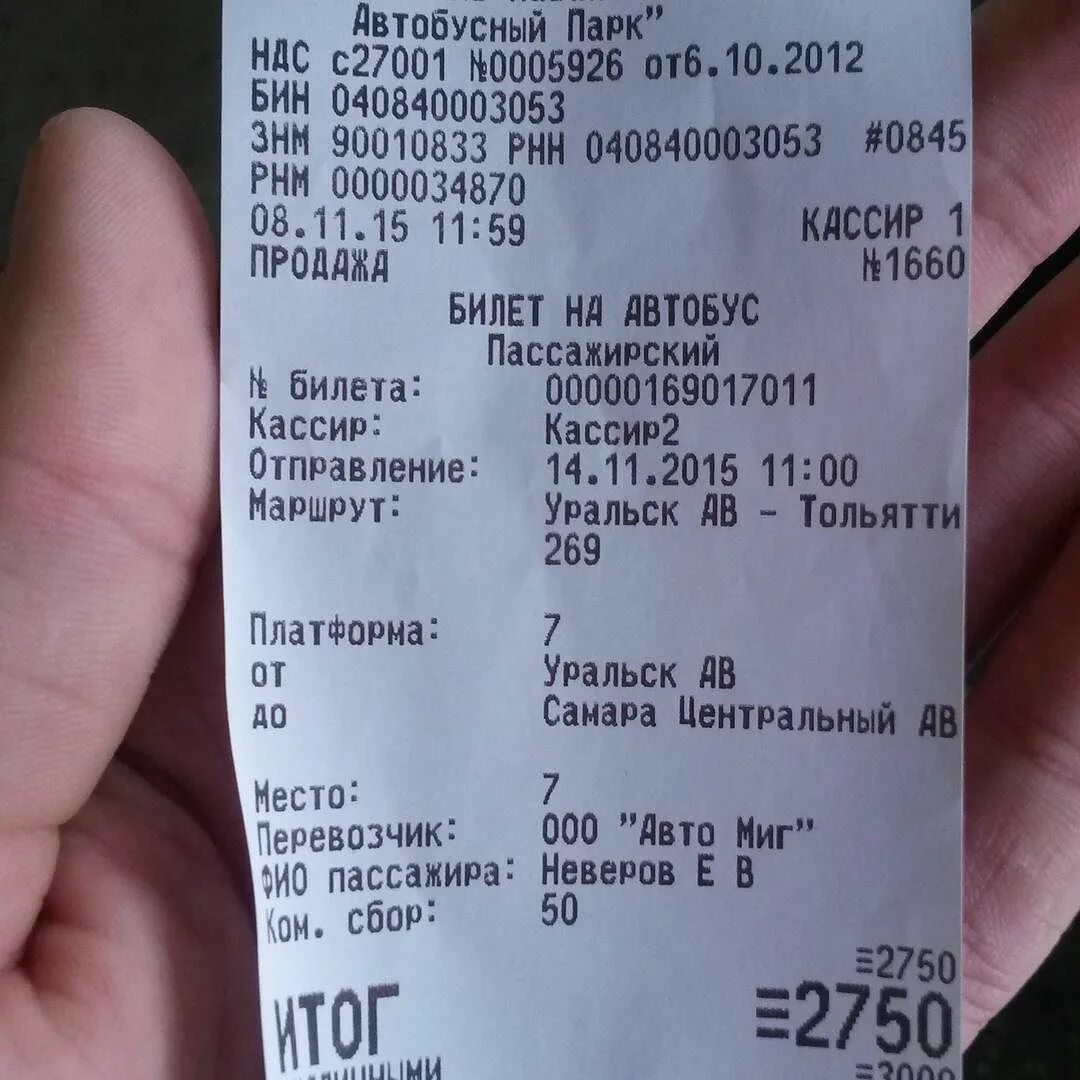 Автобусный Парк"
НДС с27001 №0005926 от6.10.2012
БИН 040840003053
ЗНМ 90010833 РНН 040840003053 #0845
РНМ 0000034870
08.11.15 11:59 КАССИР 1
ПРОДАЖА №1660
БИЛЕТ НА АВТОБУС
Пассажирский
№ билета: 00000169017011
Кассир: Кассир2
Отправление: 14.11.2015 11:00
Маршрут: Уральск АВ - Тольятти
269
Платформа: 7
от Уральск АВ
до Самара Центральный АВ
Место: 7
Перевозчик: ООО "Авто Миг"
ФИО пассажира: Неверов Е В
Ком. сбор: 50
≡2750
ИТОГ ≡2750
≡3000